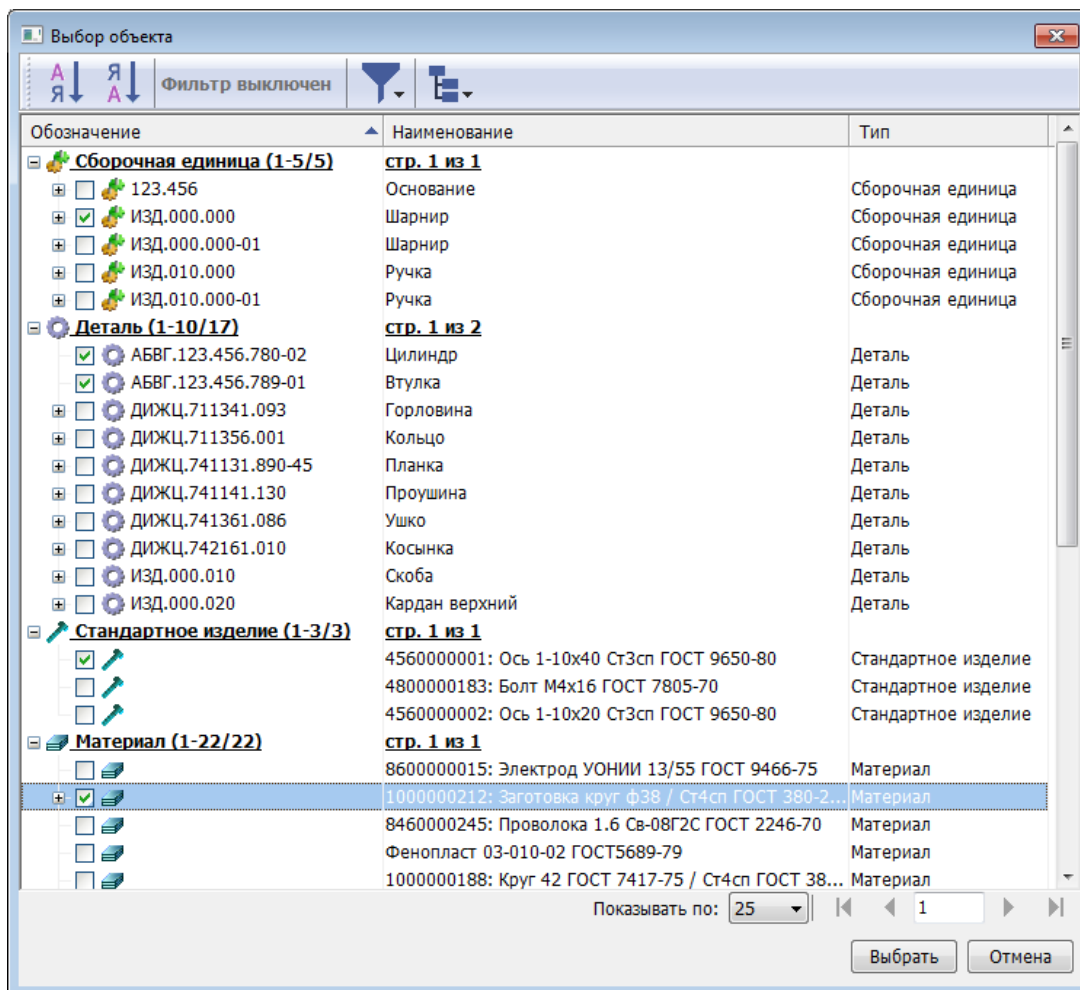 Выбор объекта
А Я Я А Фильтр выключен
Обозначение Наименование Тип
Сборочная единица (1-5/5) стр. 1 из 1
123.456 Основание Сборочная единица
ИЗД.000.000 Шарнир Сборочная единица
ИЗД.000.000-01 Шарнир Сборочная единица
ИЗД.010.000 Ручка Сборочная единица
ИЗД.010.000-01 Ручка Сборочная единица
Деталь (1-10/17) стр. 1 из 2
АБВГ.123.456.780-02 Цилиндр Деталь
АБВГ.123.456.789-01 Втулка Деталь
ДИЖЦ.711341.093 Горловина Деталь
ДИЖЦ.711356.001 Кольцо Деталь
ДИЖЦ.741131.890-45 Планка Деталь
ДИЖЦ.741141.130 Проушина Деталь
ДИЖЦ.741361.086 Ушко Деталь
ДИЖЦ.742161.010 Косынка Деталь
ИЗД.000.010 Скоба Деталь
ИЗД.000.020 Кардан верхний Деталь
Стандартное изделие (1-3/3) стр. 1 из 1
4560000001: Ось 1-10х40 Ст3сп ГОСТ 9650-80 Стандартное изделие
4800000183: Болт М4х16 ГОСТ 7805-70 Стандартное изделие
4560000002: Ось 1-10х20 Ст3сп ГОСТ 9650-80 Стандартное изделие
Материал (1-22/22) стр. 1 из 1
8600000015: Электрод УОНИИ 13/55 ГОСТ 9466-75 Материал
1000000212: Заготовка круг ф38 / Ст4сп ГОСТ 380-2... Материал
8460000245: Проволока 1.6 Св-08Г2С ГОСТ 2246-70 Материал
Фенопласт 03-010-02 ГОСТ5689-79 Материал
1000000188: Круг 42 ГОСТ 7417-75 / Ст4сп ГОСТ 38... Материал
Показывать по: 25 1
Выбрать Отмена